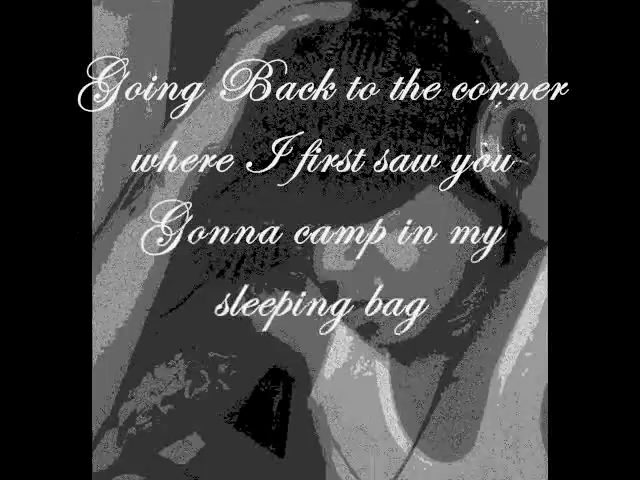 Going Back to the corner
where I first saw you
Gonna camp in my
sleeping bag